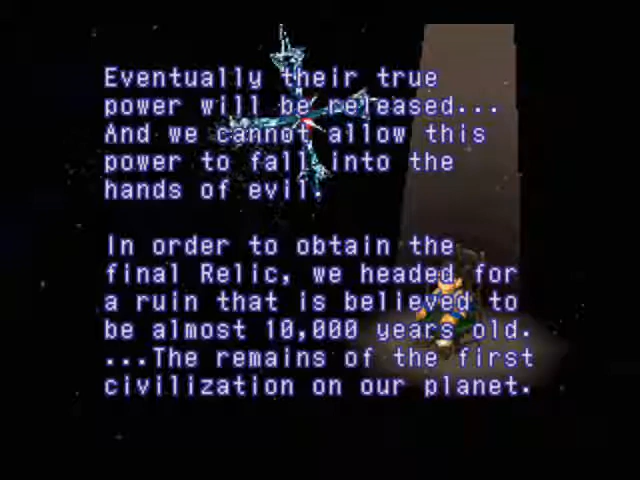 Eventually their true
power will be released...
And we cannot allow this
power to fall into the
hands of evil.
In order to obtain the
final Relic, we headed for
a ruin that is believed to
be almost 10,000 years old.
...The remains of the first
civilization on our planet.